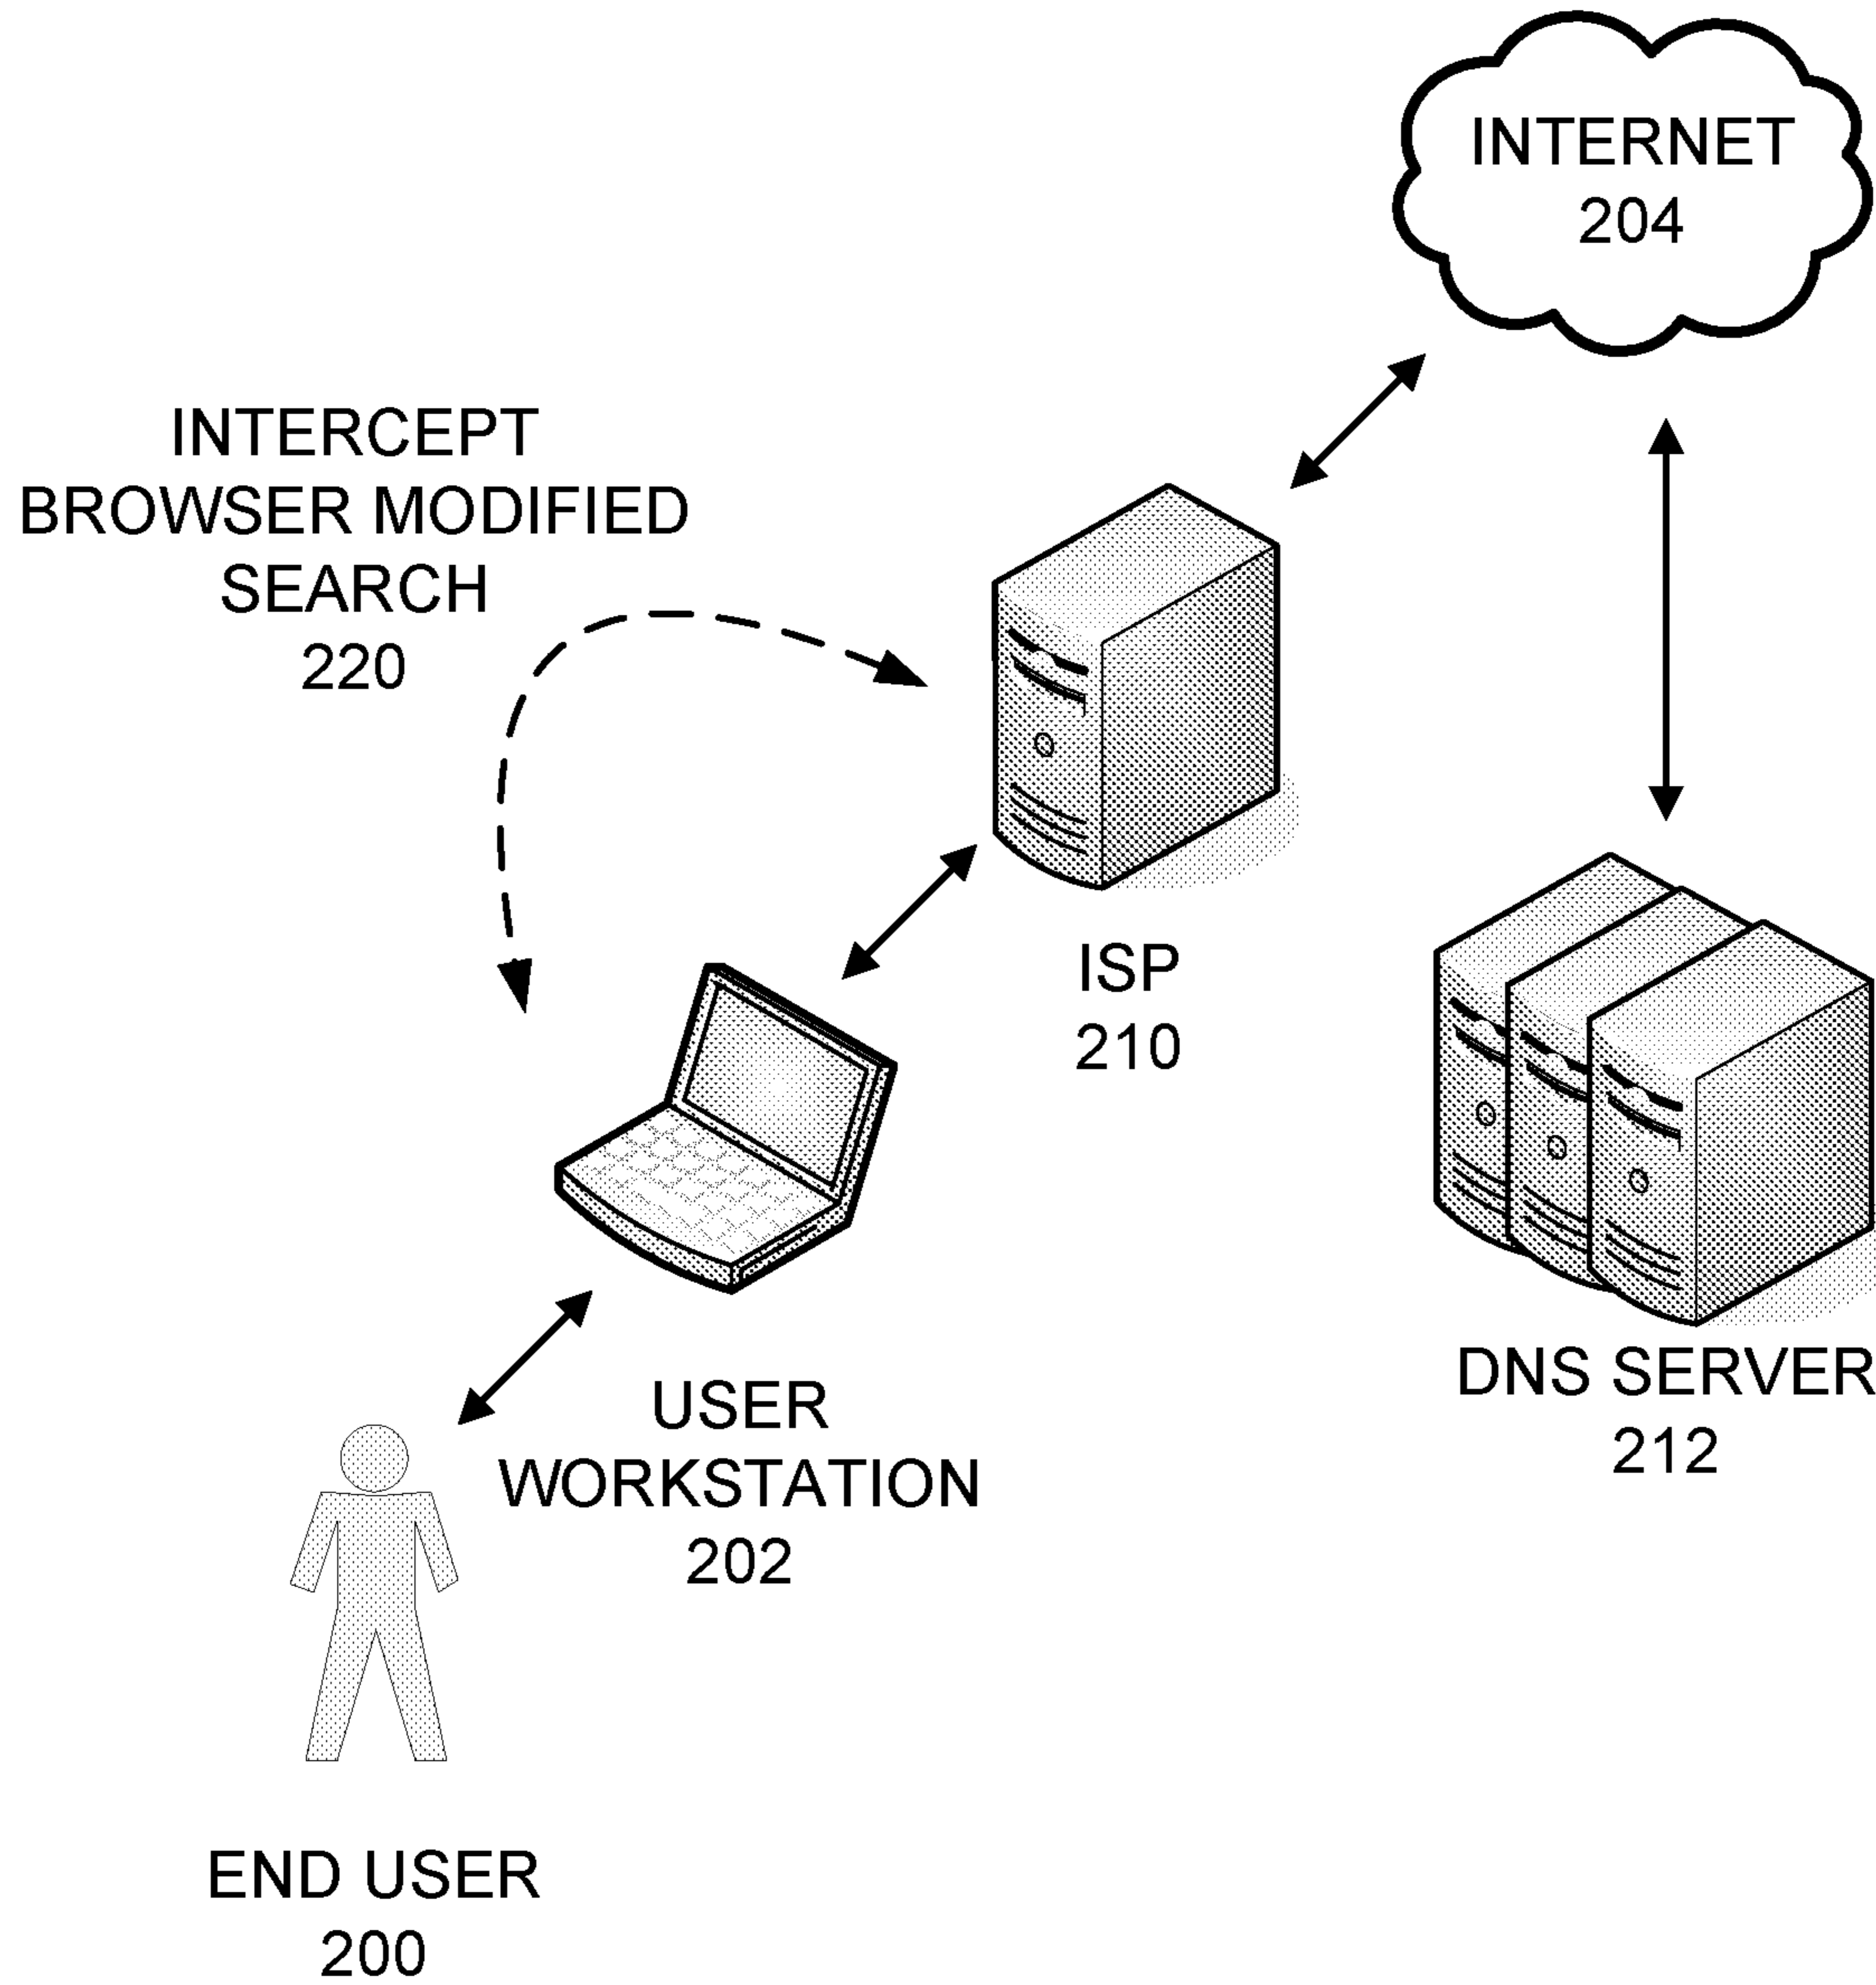 INTERNET
204
INTERCEPT
BROWSER MODIFIED
SEARCH
220
ISP
210
DNS SERVER
212
USER
WORKSTATION
202
END USER
200